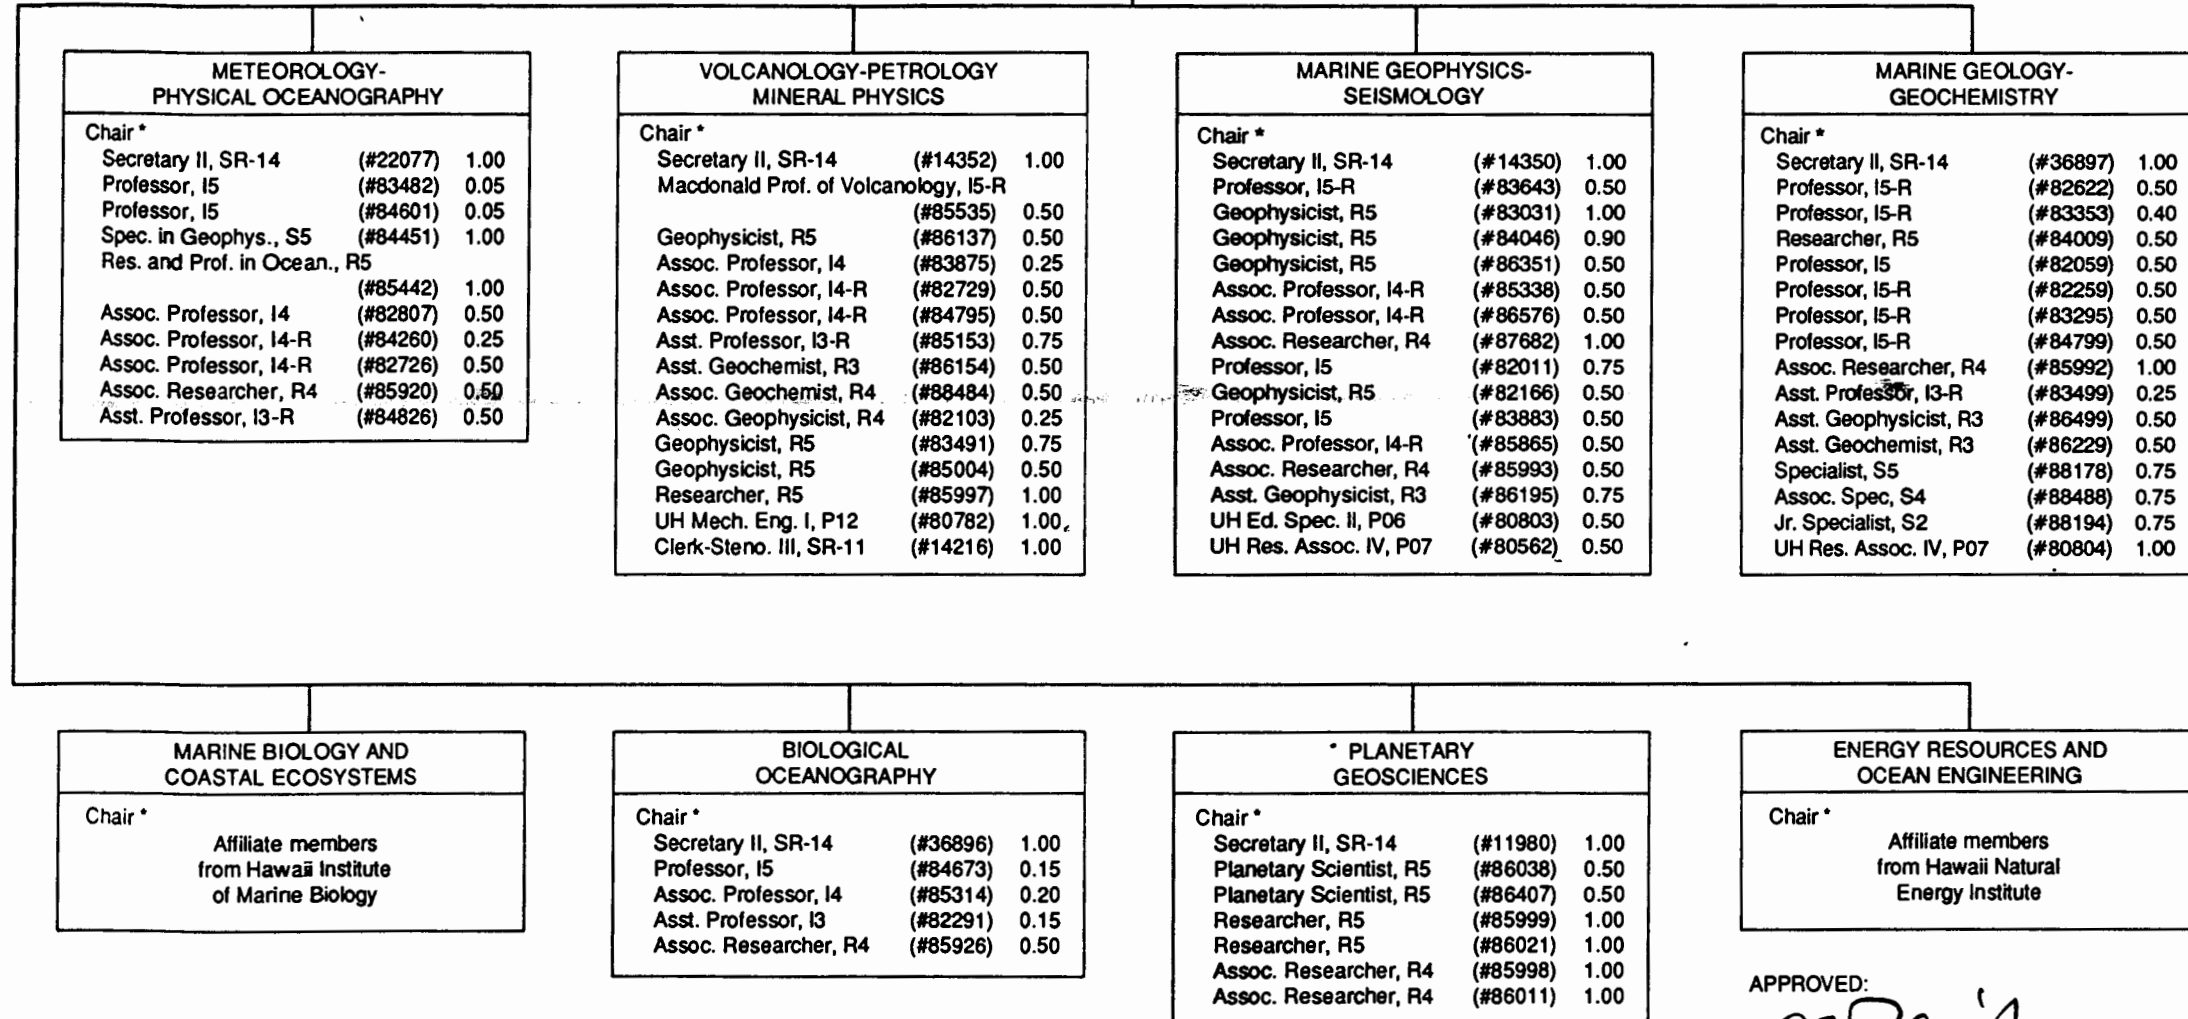 METEOROLOGY-
PHYSICAL OCEANOGRAPHY
Chair *
Secretary II, SR-14 (#22077) 1.00
Professor, I5 (#83482) 0.05
Professor, I5 (#84601) 0.05
Spec. in Geophys., S5 (#84451) 1.00
Res. and Prof. in Ocean., R5
(#85442) 1.00
Assoc. Professor, I4 (#82807) 0.50
Assoc. Professor, I4-R (#84260) 0.25
Assoc. Professor, I4-R (#82726) 0.50
Assoc. Researcher, R4 (#85920) 0.50
Asst. Professor, I3-R (#84826) 0.50
VOLCANOLOGY-PETROLOGY
MINERAL PHYSICS
Chair *
Secretary II, SR-14 (#14352) 1.00
Macdonald Prof. of Volcanology, I5-R
(#85535) 0.50
Geophysicist, R5 (#86137) 0.50
Assoc. Professor, I4 (#83875) 0.25
Assoc. Professor, I4-R (#82729) 0.50
Assoc. Professor, I4-R (#84795) 0.50
Asst. Professor, I3-R (#85153) 0.75
Asst. Geochemist, R3 (#86154) 0.50
Assoc. Geochemist, R4 (#88484) 0.50
Assoc. Geophysicist, R4 (#82103) 0.25
Geophysicist, R5 (#83491) 0.75
Geophysicist, R5 (#85004) 0.50
Researcher, R5 (#85997) 1.00
UH Mech. Eng. I, P12 (#80782) 1.00
Clerk-Steno. III, SR-11 (#14216) 1.00
MARINE GEOPHYSICS-
SEISMOLOGY
Chair *
Secretary II, SR-14 (#14350) 1.00
Professor, I5-R (#83643) 0.50
Geophysicist, R5 (#83031) 1.00
Geophysicist, R5 (#84046) 0.90
Geophysicist, R5 (#86351) 0.50
Assoc. Professor, I4-R (#85338) 0.50
Assoc. Professor, I4-R (#86576) 0.50
Assoc. Researcher, R4 (#87682) 1.00
Professor, I5 (#82011) 0.75
Geophysicist, R5 (#82166) 0.50
Professor, I5 (#83883) 0.50
Assoc. Professor, I4-R (#85865) 0.50
Assoc. Researcher, R4 (#85993) 0.50
Asst. Geophysicist, R3 (#86195) 0.75
UH Ed. Spec. II, P06 (#80803) 0.50
UH Res. Assoc. IV, P07 (#80562) 0.50
MARINE GEOLOGY-
GEOCHEMISTRY
Chair *
Secretary II, SR-14 (#36897) 1.00
Professor, I5-R (#82622) 0.50
Professor, I5-R (#83353) 0.40
Researcher, R5 (#84009) 0.50
Professor, I5 (#82059) 0.50
Professor, I5-R (#82259) 0.50
Professor, I5-R (#83295) 0.50
Professor, I5-R (#84799) 0.50
Assoc. Researcher, R4 (#85992) 1.00
Asst. Professor, I3-R (#83499) 0.25
Asst. Geophysicist, R3 (#86499) 0.50
Asst. Geochemist, R3 (#86229) 0.50
Specialist, S5 (#88178) 0.75
Assoc. Spec, S4 (#88488) 0.75
Jr. Specialist, S2 (#88194) 0.75
UH Res. Assoc. IV, P07 (#80804) 1.00
MARINE BIOLOGY AND
COASTAL ECOSYSTEMS
Chair *
Affiliate members
from Hawaii Institute
of Marine Biology
BIOLOGICAL
OCEANOGRAPHY
Chair *
Secretary II, SR-14 (#36896) 1.00
Professor, I5 (#84673) 0.15
Assoc. Professor, I4 (#85314) 0.20
Asst. Professor, I3 (#82291) 0.15
Assoc. Researcher, R4 (#85926) 0.50
PLANETARY
GEOSCIENCES
Chair *
Secretary II, SR-14 (#11980) 1.00
Planetary Scientist, R5 (#86038) 0.50
Planetary Scientist, R5 (#86407) 0.50
Researcher, R5 (#85999) 1.00
Researcher, R5 (#86021) 1.00
Assoc. Researcher, R4 (#85998) 1.00
Assoc. Researcher, R4 (#86011) 1.00
ENERGY RESOURCES AND
OCEAN ENGINEERING
Chair *
Affiliate members
from Hawaii Natural
Energy Institute
APPROVED: